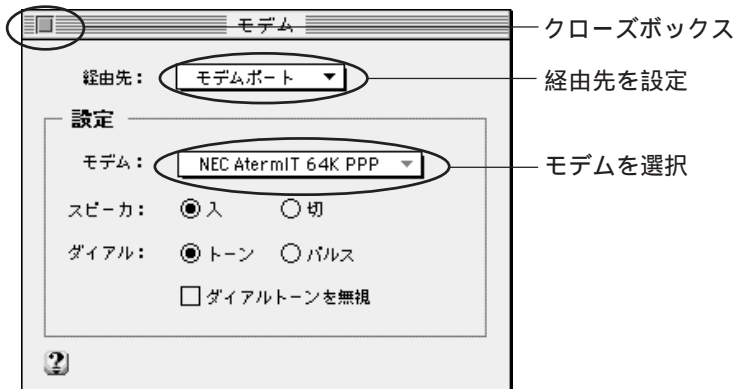 モデム
クローズボックス
経由先： モデムポート
経由先を設定
設定
モデム： NEC AtermIT 64K PPP
モデムを選択
スピーカ： 入 切
ダイアル： トーン パルス
ダイアルトーンを無視
?